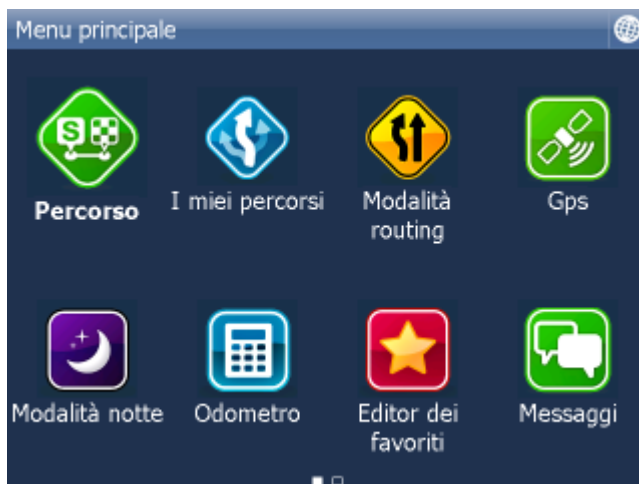 Menu principale
S
Percorso
I miei percorsi
Modalità
routing
Gps
Modalità notte
Odometro
Editor dei
favoriti
Messaggi